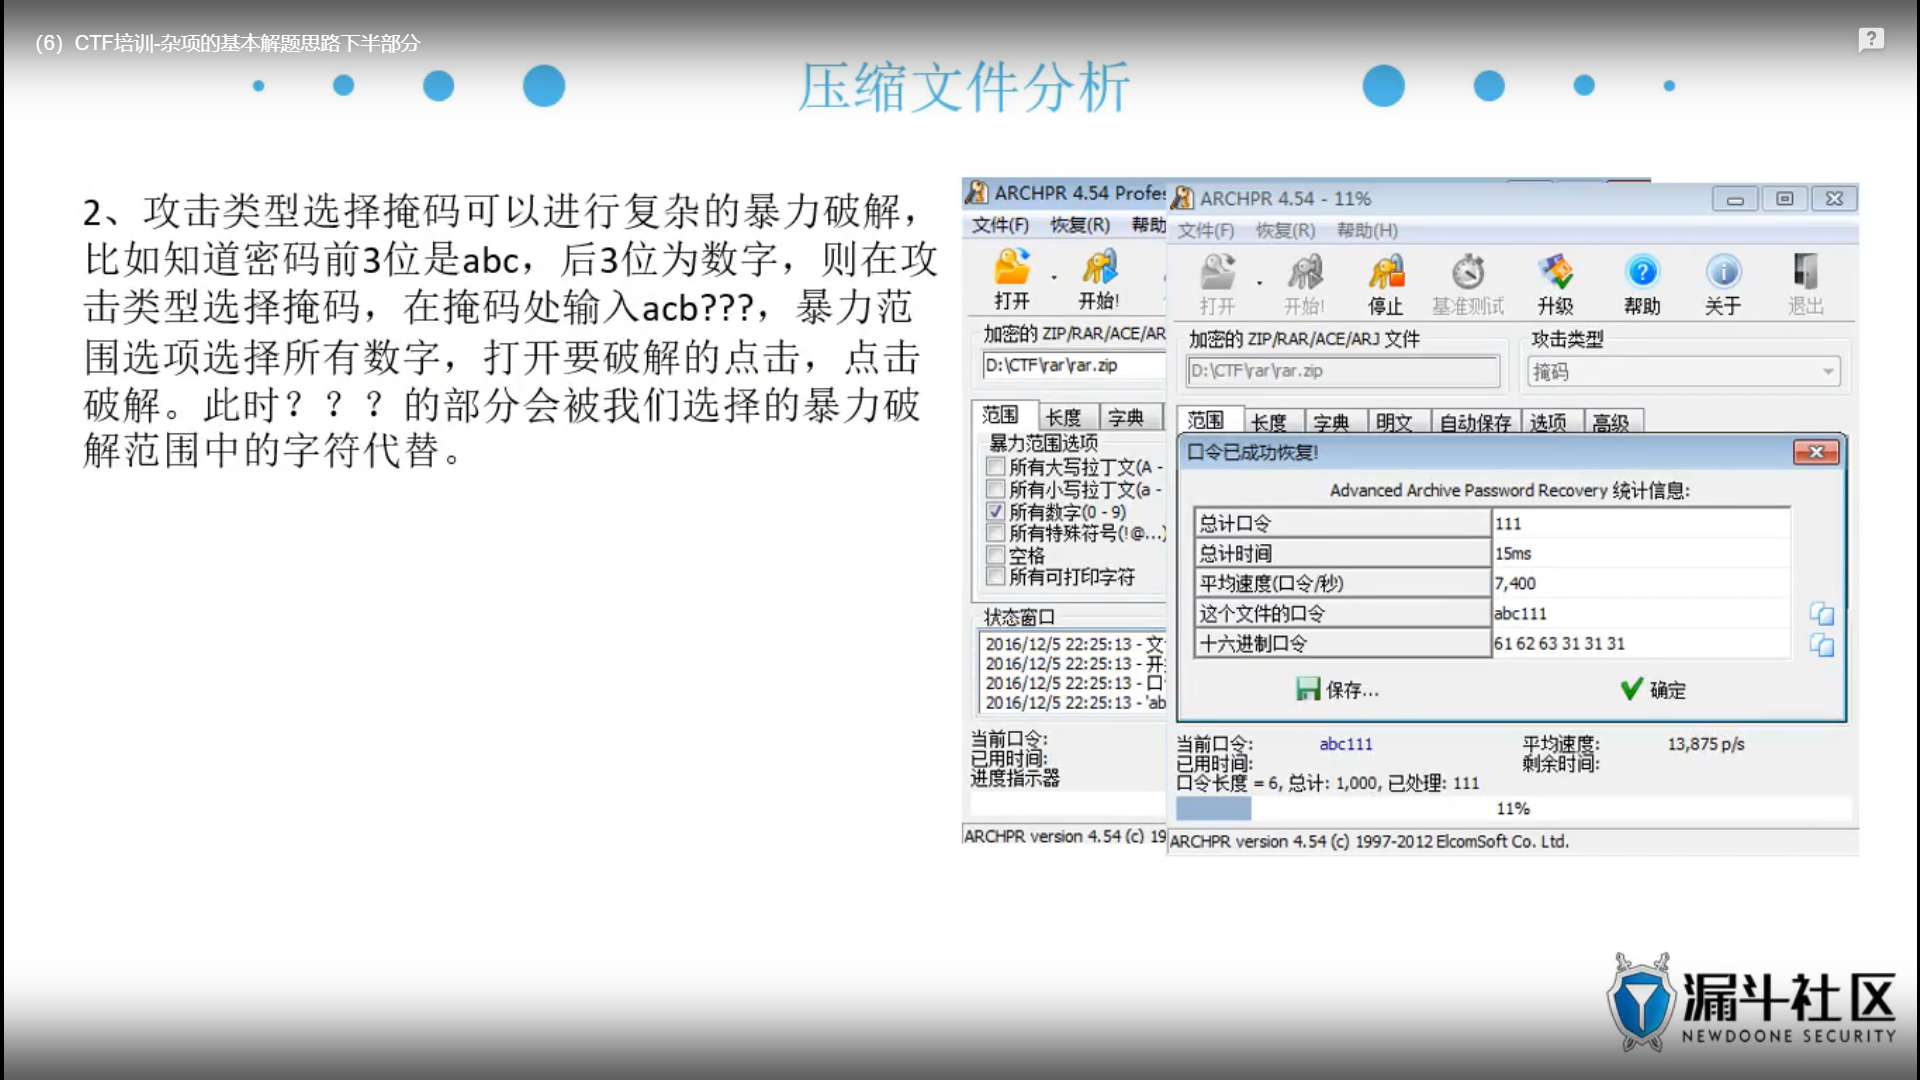 (6) CTF培训-杂项的基本解题思路下半部分
?
压缩文件分析
2、攻击类型选择掩码可以进行复杂的暴力破解，
比如知道密码前3位是abc，后3位为数字，则在攻
击类型选择掩码，在掩码处输入acb???，暴力范
围选项选择所有数字，打开要破解的点击，点击
破解。此时？？？的部分会被我们选择的暴力破
解范围中的字符代替。
ARCHPR 4.54 Profes
文件(F) 恢复(R) 帮助
打开 开始!
加密的 ZIP/RAR/ACE/AR
D:\CTF\rar\rar.zip
范围 长度 字典
暴力范围选项
所有大写拉丁文(A -
所有小写拉丁文(a -
所有数字(0 - 9)
所有特殊符号(!@...)
空格
所有可打印字符
状态窗口
2016/12/5 22:25:13 - 文
2016/12/5 22:25:13 - 开
2016/12/5 22:25:13 - 口
2016/12/5 22:25:13 - 'ab
当前口令:
已用时间:
进度指示器
ARCHPR version 4.54 (c) 19
ARCHPR 4.54 - 11%
文件(F) 恢复(R) 帮助(H)
打开 开始! 停止 基准测试 升级 帮助 关于 退出
加密的 ZIP/RAR/ACE/ARJ 文件 攻击类型
D:\CTF\rar\rar.zip 掩码
范围 长度 字典 明文 自动保存 选项 高级
口令已成功恢复!
Advanced Archive Password Recovery 统计信息:
总计口令 111
总计时间 15ms
平均速度(口令/秒) 7,400
这个文件的口令 abc111
十六进制口令 61 62 63 31 31 31
保存... 确定
当前口令: abc111 平均速度: 13,875 p/s
已用时间: 剩余时间:
口令长度 = 6, 总计: 1,000, 已处理: 111
11%
ARCHPR version 4.54 (c) 1997-2012 ElcomSoft Co. Ltd.
漏斗社区
NEWDOONE SECURITY